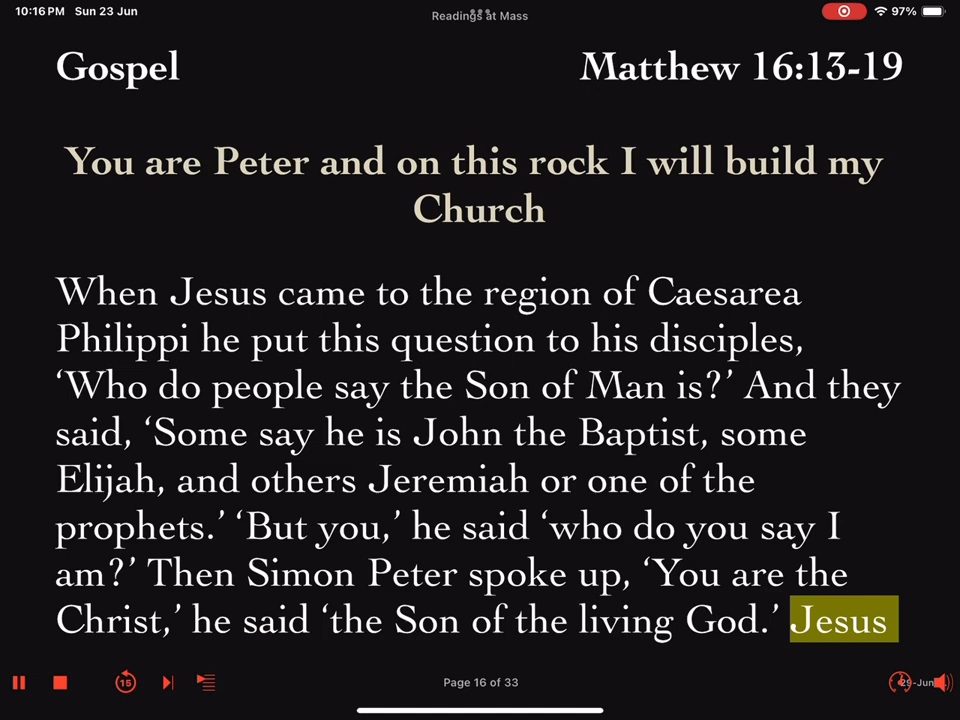 10:16 PM Sun 23 Jun
Readings at Mass
97%
Gospel
Matthew 16:13-19
You are Peter and on this rock I will build my
Church
When Jesus came to the region of Caesarea
Philippi he put this question to his disciples,
‘Who do people say the Son of Man is?’ And they
said, ‘Some say he is John the Baptist, some
Elijah, and others Jeremiah or one of the
prophets.’ ‘But you,’ he said ‘who do you say I
am?’ Then Simon Peter spoke up, ‘You are the
Christ,’ he said ‘the Son of the living God.’ Jesus
15
Page 16 of 33
29-Jun